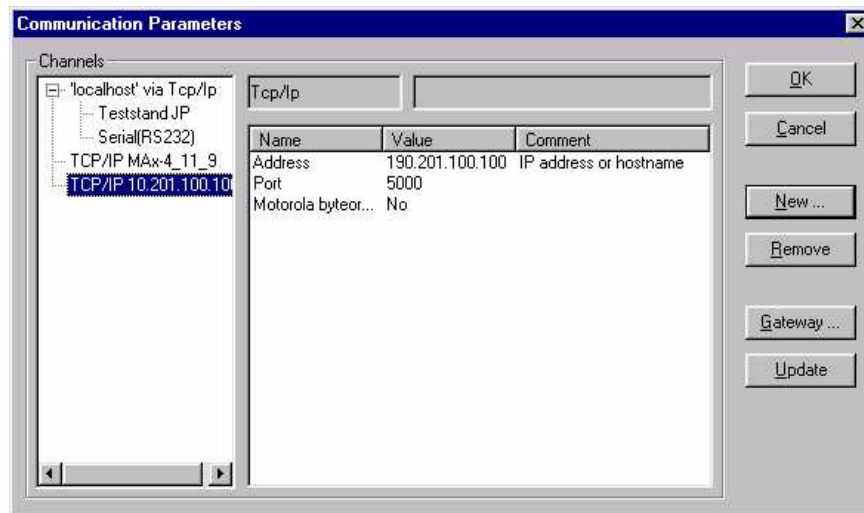 Communication Parameters
Channels
'localhost' via Tcp/Ip
Teststand JP
Serial(RS232)
TCP/IP MAx-4_11_9
TCP/IP 10.201.100.10
Tcp/Ip
Name Value Comment
Address 190.201.100.100 IP address or hostname
Port 5000
Motorola byteor... No
OK
Cancel
New ...
Remove
Gateway ...
Update